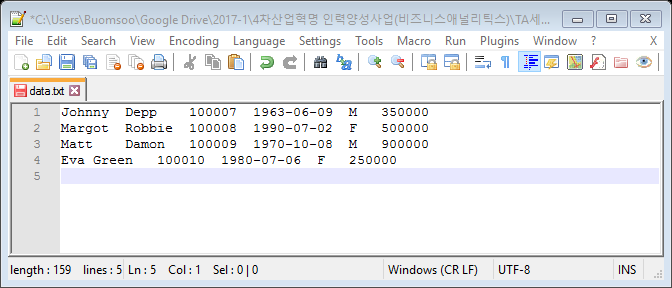 *C:\Users\Buomsoo\Google Drive\2017-1\4차산업혁명 인력양성사업(비즈니스애널리틱스)\TA세...
File Edit Search View Encoding Language Settings Tools Macro Run Plugins Window ? X
data.txt
1 Johnny Depp 100007 1963-06-09 M 350000
2 Margot Robbie 100008 1990-07-02 F 500000
3 Matt Damon 100009 1970-10-08 M 900000
4 Eva Green 100010 1980-07-06 F 250000
5
length : 159 lines : 5 Ln : 5 Col : 1 Sel : 0 | 0 Windows (CR LF) UTF-8 INS